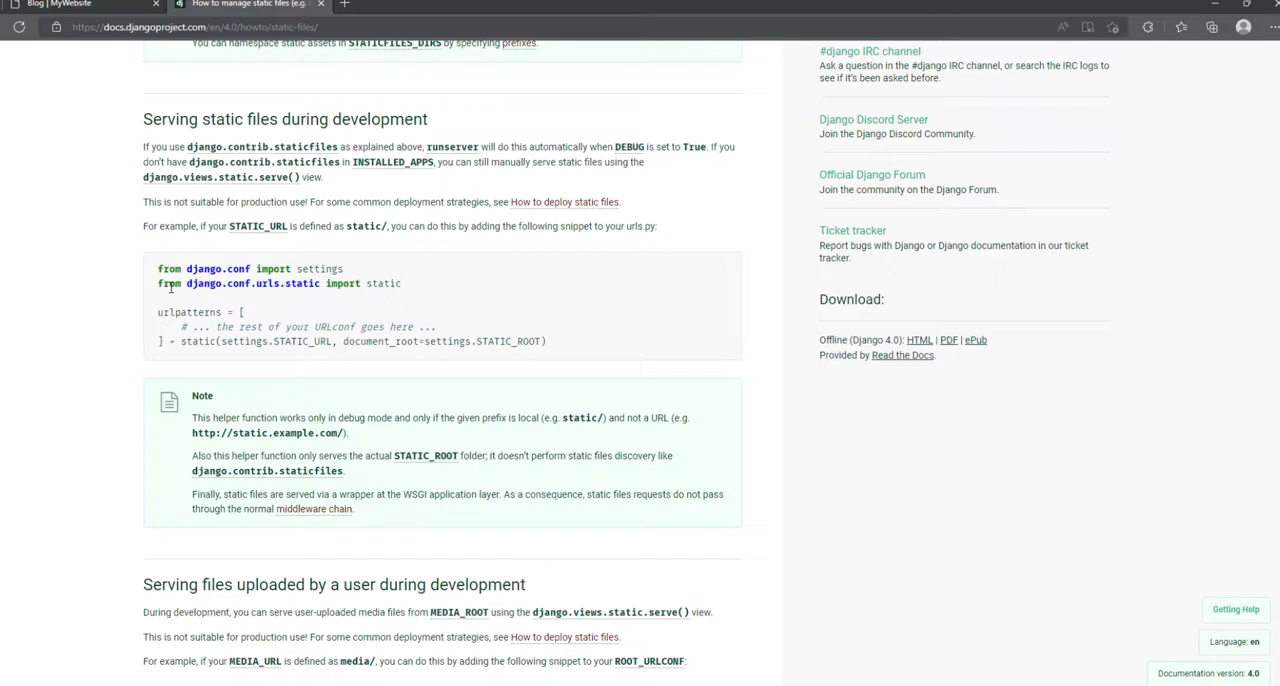 Blog | MyWebsite
How to manage static files (e.g.
https://docs.djangoproject.com/en/4.0/howto/static-files/
You can namespace static assets in STATICFILES_DIRS by specifying prefixes.
Serving static files during development
If you use django.contrib.staticfiles as explained above, runserver will do this automatically when DEBUG is set to True. If you
don't have django.contrib.staticfiles in INSTALLED_APPS, you can still manually serve static files using the
django.views.static.serve() view.
This is not suitable for production use! For some common deployment strategies, see How to deploy static files.
For example, if your STATIC_URL is defined as static/, you can do this by adding the following snippet to your urls.py:
from django.conf import settings
from django.conf.urls.static import static
urlpatterns = [
# ... the rest of your URLconf goes here ...
] + static(settings.STATIC_URL, document_root=settings.STATIC_ROOT)
Note
This helper function works only in debug mode and only if the given prefix is local (e.g. static/) and not a URL (e.g.
http://static.example.com/).
Also this helper function only serves the actual STATIC_ROOT folder; it doesn't perform static files discovery like
django.contrib.staticfiles.
Finally, static files are served via a wrapper at the WSGI application layer. As a consequence, static files requests do not pass
through the normal middleware chain.
Serving files uploaded by a user during development
During development, you can serve user-uploaded media files from MEDIA_ROOT using the django.views.static.serve() view.
This is not suitable for production use! For some common deployment strategies, see How to deploy static files.
For example, if your MEDIA_URL is defined as media/, you can do this by adding the following snippet to your ROOT_URLCONF:
#django IRC channel
Ask a question in the #django IRC channel, or search the IRC logs to
see if it's been asked before.
Django Discord Server
Join the Django Discord Community.
Official Django Forum
Join the community on the Django Forum.
Ticket tracker
Report bugs with Django or Django documentation in our ticket
tracker.
Download:
Offline (Django 4.0): HTML | PDF | ePub
Provided by Read the Docs.
Getting Help
Language: en
Documentation version: 4.0